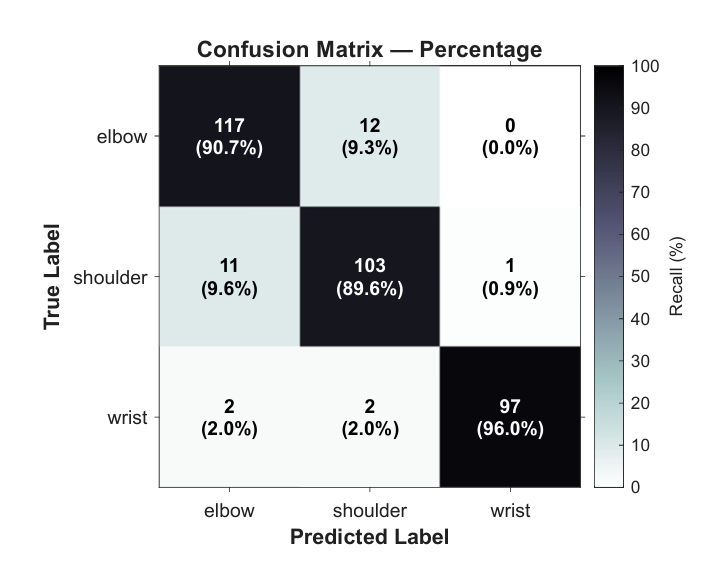 Confusion Matrix — Percentage
elbow
117
(90.7%)
12
(9.3%)
0
(0.0%)
shoulder
11
(9.6%)
103
(89.6%)
1
(0.9%)
wrist
2
(2.0%)
2
(2.0%)
97
(96.0%)
elbow
shoulder
wrist
Predicted Label
True Label
100
90
80
70
60
50
40
30
20
10
0
Recall (%)